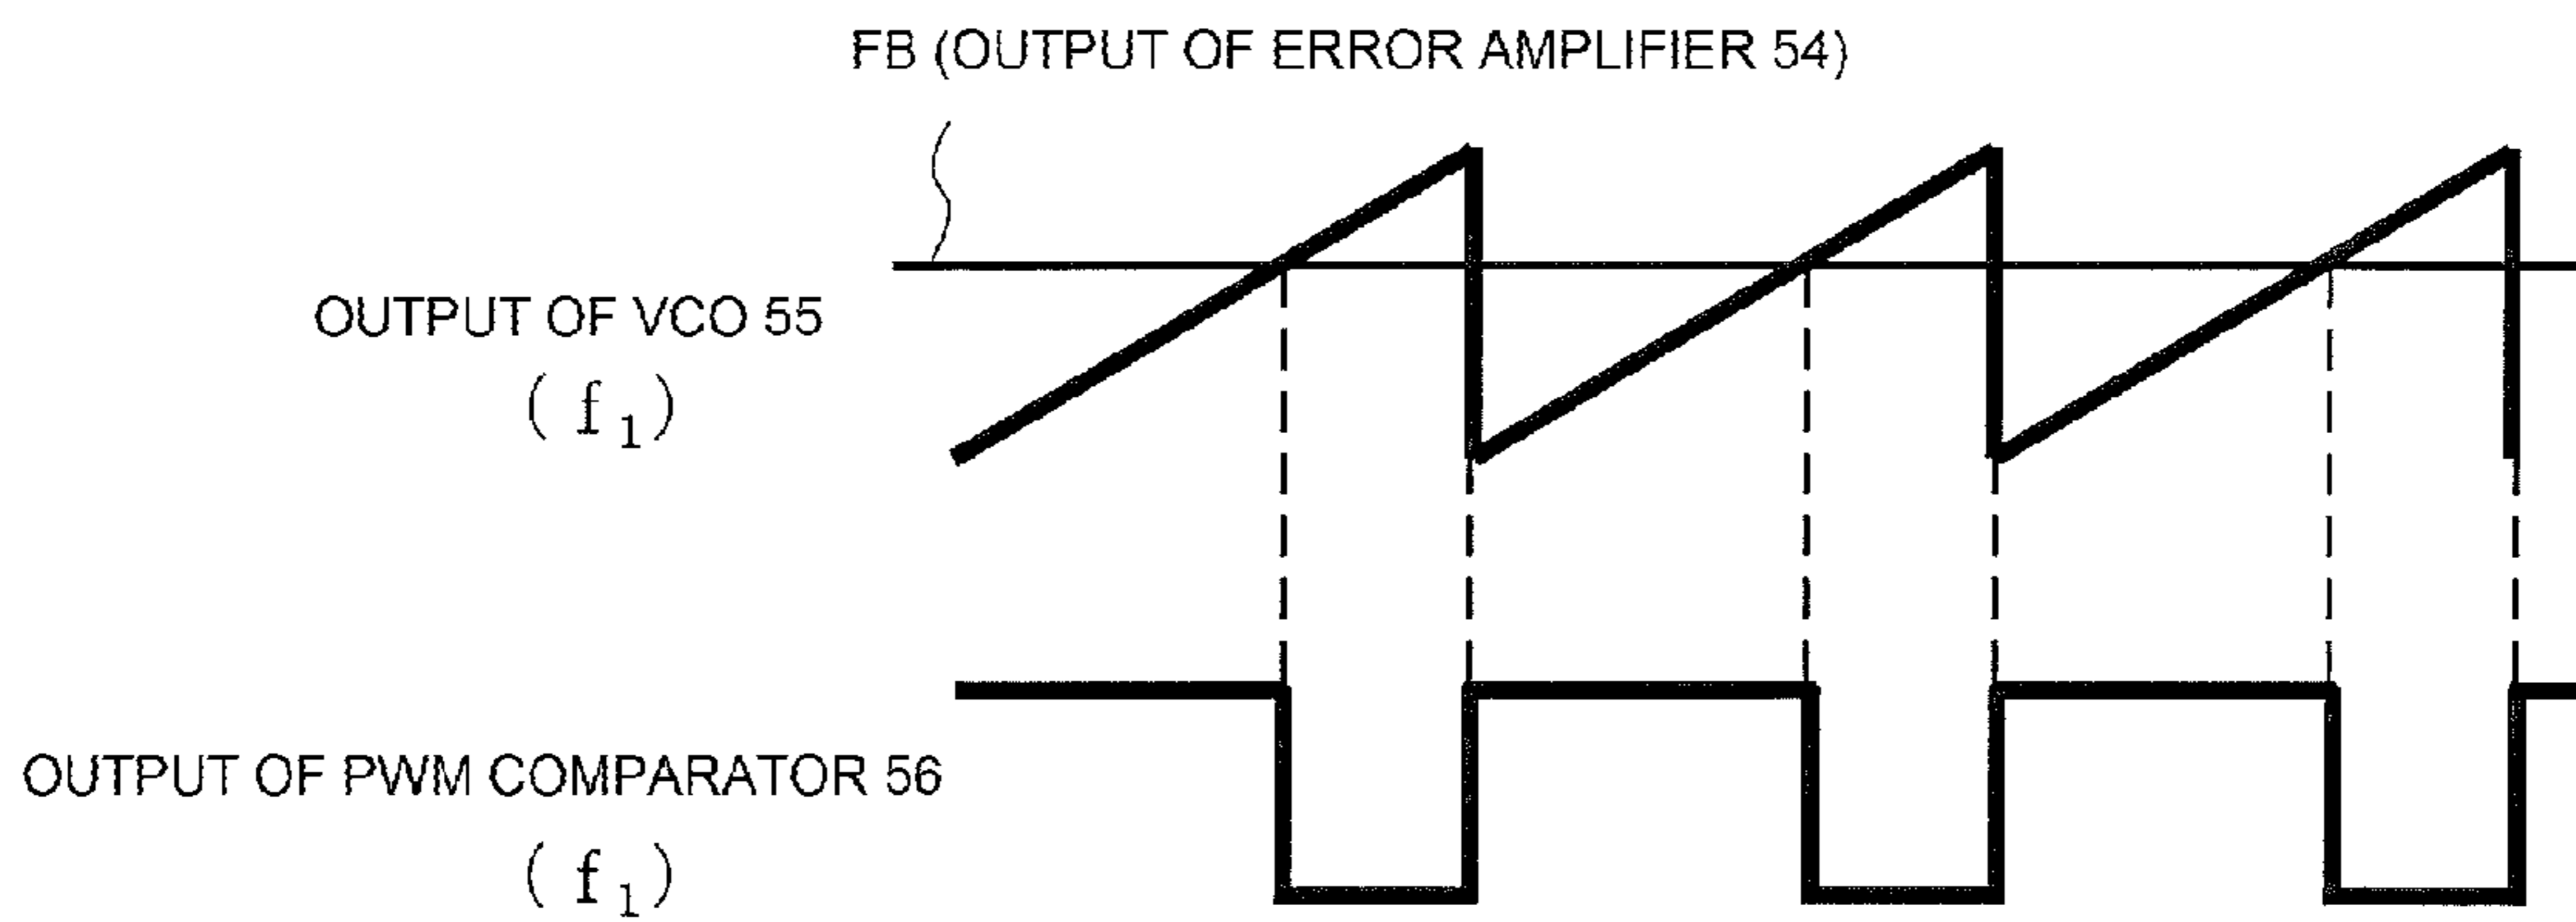 FB (OUTPUT OF ERROR AMPLIFIER 54)
OUTPUT OF VCO 55
( f₁ )
OUTPUT OF PWM COMPARATOR 56
( f₁ )